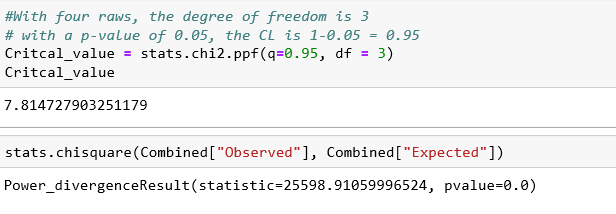 #With four raws, the degree of freedom is 3
# with a p-value of 0.05, the CL is 1-0.05 = 0.95
Critcal_value = stats.chi2.ppf(q=0.95, df = 3)
Critcal_value
7.814727903251179
stats.chisquare(Combined["Observed"], Combined["Expected"])
Power_divergenceResult(statistic=25598.91059996524, pvalue=0.0)